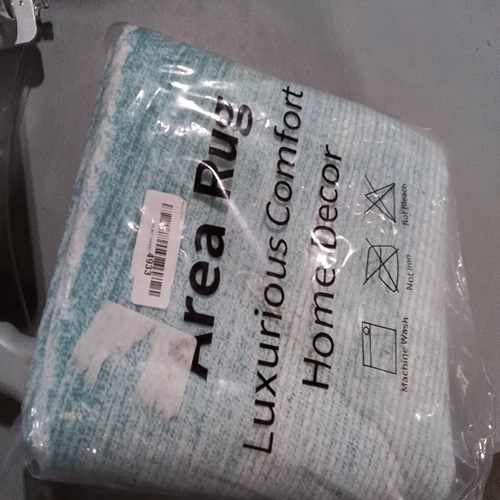 Area Rug
Luxurious Comfort
Home Decor
Not Bleach
Not Iron
Machine Wash
4933